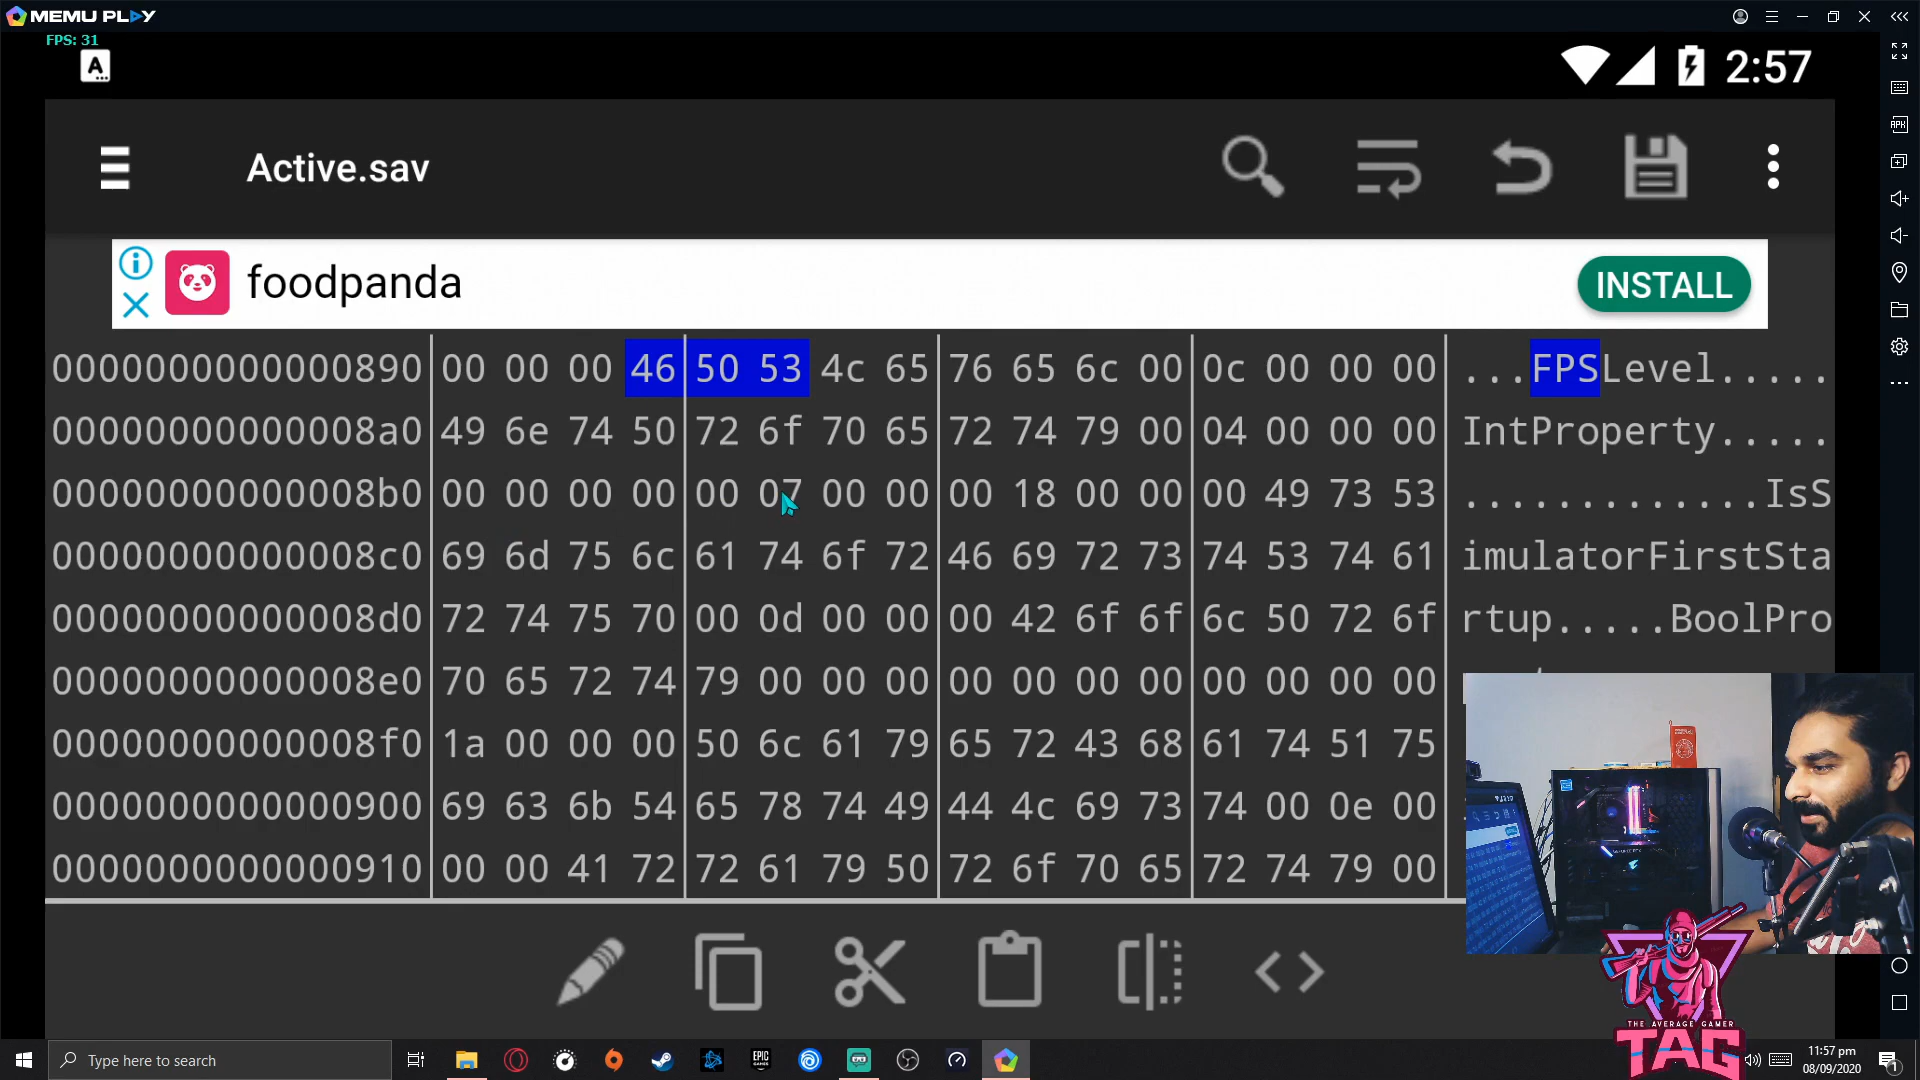 MEMU PLAY
FPS: 31
A
2:57
Active.sav
foodpanda
INSTALL
0000000000000890 00 00 00 46 50 53 4c 65 76 65 6c 00 0c 00 00 00 ...FPSLevel.....
00000000000008a0 49 6e 74 50 72 6f 70 65 72 74 79 00 04 00 00 00 IntProperty.....
00000000000008b0 00 00 00 00 00 07 00 00 00 18 00 00 00 49 73 53 .............IsS
00000000000008c0 69 6d 75 6c 61 74 6f 72 46 69 72 73 74 53 74 61 imulatorFirstSta
00000000000008d0 72 74 75 70 00 0d 00 00 00 42 6f 6f 6c 50 72 6f rtup.....BoolPro
00000000000008e0 70 65 72 74 79 00 00 00 00 00 00 00 00 00 00 00
00000000000008f0 1a 00 00 00 50 6c 61 79 65 72 43 68 61 74 51 75
0000000000000900 69 63 6b 54 65 78 74 49 44 4c 69 73 74 00 0e 00
0000000000000910 00 00 41 72 72 61 79 50 72 6f 70 65 72 74 79 00
THE AVERAGE GAMER
TAG
Type here to search
EPIC GAMES
11:57 pm
08/09/2020
1
APK